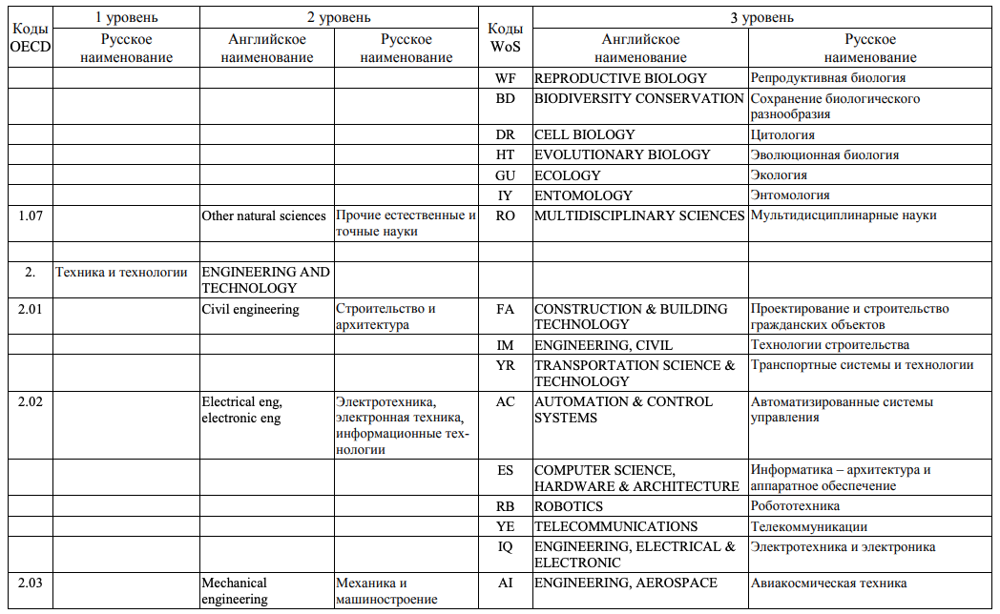 Коды OECD
1 уровень
2 уровень
Коды WoS
3 уровень
Русское наименование
Английское наименование
Русское наименование
Английское наименование
Русское наименование
WF REPRODUCTIVE BIOLOGY Репродуктивная биология
BD BIODIVERSITY CONSERVATION Сохранение биологического
разнообразия
DR CELL BIOLOGY Цитология
HT EVOLUTIONARY BIOLOGY Эволюционная биология
GU ECOLOGY Экология
IY ENTOMOLOGY Энтомология
1.07 Other natural sciences Прочие естественные и RO MULTIDISCIPLINARY SCIENCES Мультидисциплинарные науки
точные науки
2. Техника и технологии ENGINEERING AND
TECHNOLOGY
2.01 Civil engineering Строительство и FA CONSTRUCTION & BUILDING Проектирование и строительство
архитектура TECHNOLOGY гражданских объектов
IM ENGINEERING, CIVIL Технологии строительства
YR TRANSPORTATION SCIENCE & Транспортные системы и технологии
TECHNOLOGY
2.02 Electrical eng, Электротехника, AC AUTOMATION & CONTROL Автоматизированные системы
electronic eng электронная техника, SYSTEMS управления
информационные тех-
нологии
ES COMPUTER SCIENCE, Информатика – архитектура и
HARDWARE & ARCHITECTURE аппаратное обеспечение
RB ROBOTICS Робототехника
YE TELECOMMUNICATIONS Телекоммуникации
IQ ENGINEERING, ELECTRICAL & Электротехника и электроника
ELECTRONIC
2.03 Mechanical Механика и AI ENGINEERING, AEROSPACE Авиакосмическая техника
engineering машиностроение